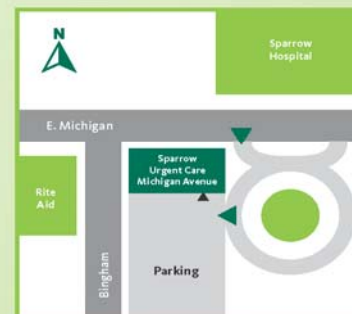 N
Sparrow
Hospital
E. Michigan
Sparrow
Urgent Care
Michigan Avenue
Rite
Aid
Bingham
Parking